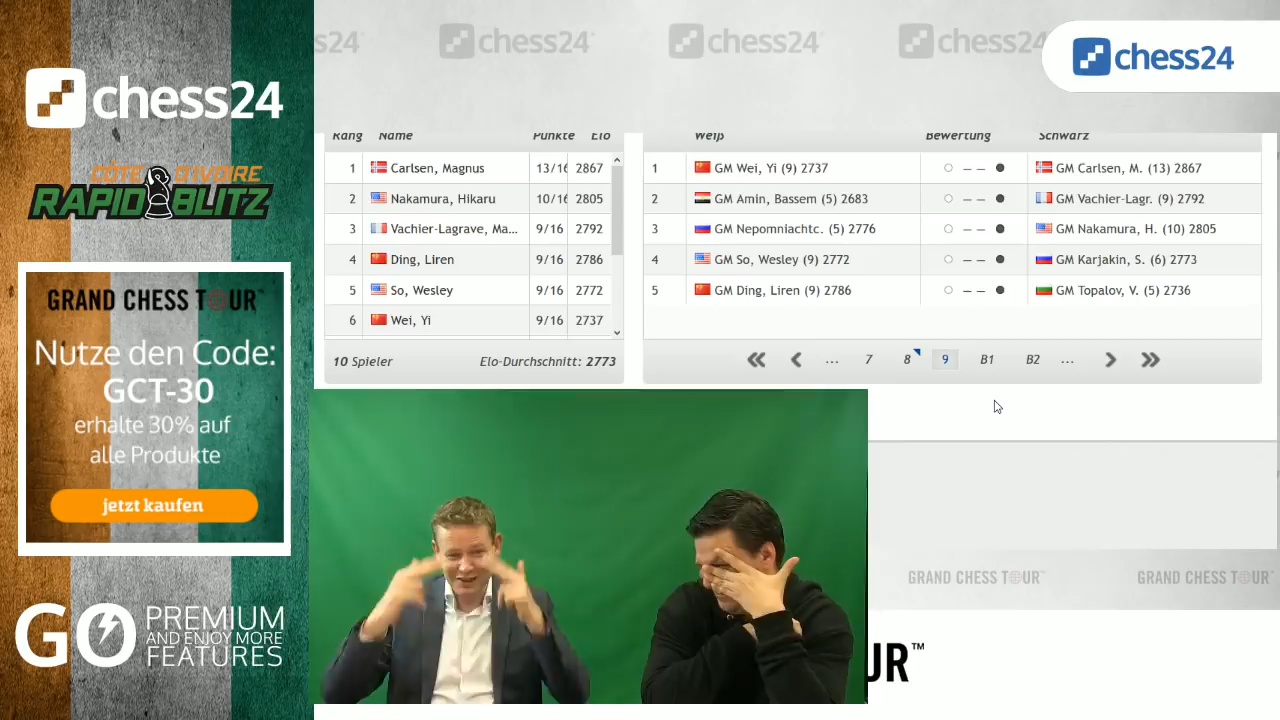 chess24
CÔTE D'IVOIRE
RAPID BLITZ
GRAND CHESS TOUR™
Nutze den Code:
GCT-30
erhalte 30% auf
alle Produkte
jetzt kaufen
GO PREMIUM
AND ENJOY MORE
FEATURES
chess24 chess24 chess24 chess24
chess24
Rang Name Punkte Elo
1 Carlsen, Magnus 13/16 2867
2 Nakamura, Hikaru 10/16 2805
3 Vachier-Lagrave, Ma... 9/16 2792
4 Ding, Liren 9/16 2786
5 So, Wesley 9/16 2772
6 Wei, Yi 9/16 2737
10 Spieler Elo-Durchschnitt: 2773
Weiß Bewertung Schwarz
1 GM Wei, Yi (9) 2737 – – GM Carlsen, M. (13) 2867
2 GM Amin, Bassem (5) 2683 – – GM Vachier-Lagr. (9) 2792
3 GM Nepomniachtc. (5) 2776 – – GM Nakamura, H. (10) 2805
4 GM So, Wesley (9) 2772 – – GM Karjakin, S. (6) 2773
5 GM Ding, Liren (9) 2786 – – GM Topalov, V. (5) 2736
... 7 8 9 B1 B2 ...
GRAND CHESS TOUR™ GRAND CHESS TOUR™
UR™